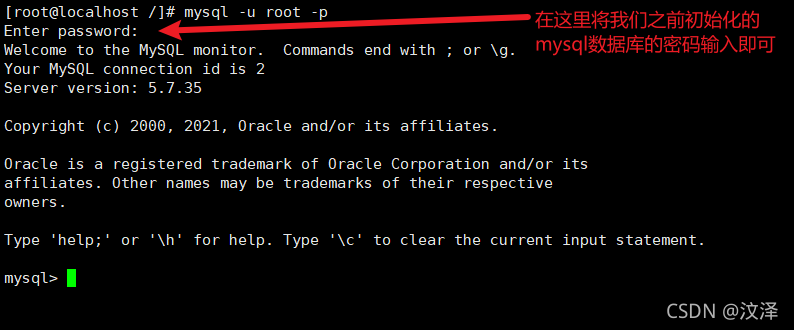 [root@localhost /]# mysql -u root -p
Enter password:
Welcome to the MySQL monitor.  Commands end with ; or \g.
Your MySQL connection id is 2
Server version: 5.7.35
Copyright (c) 2000, 2021, Oracle and/or its affiliates.
Oracle is a registered trademark of Oracle Corporation and/or its
affiliates. Other names may be trademarks of their respective
owners.
Type 'help;' or '\h' for help. Type '\c' to clear the current input statement.
mysql>
在这里将我们之前初始化的
mysql数据库的密码输入即可
CSDN @汶泽